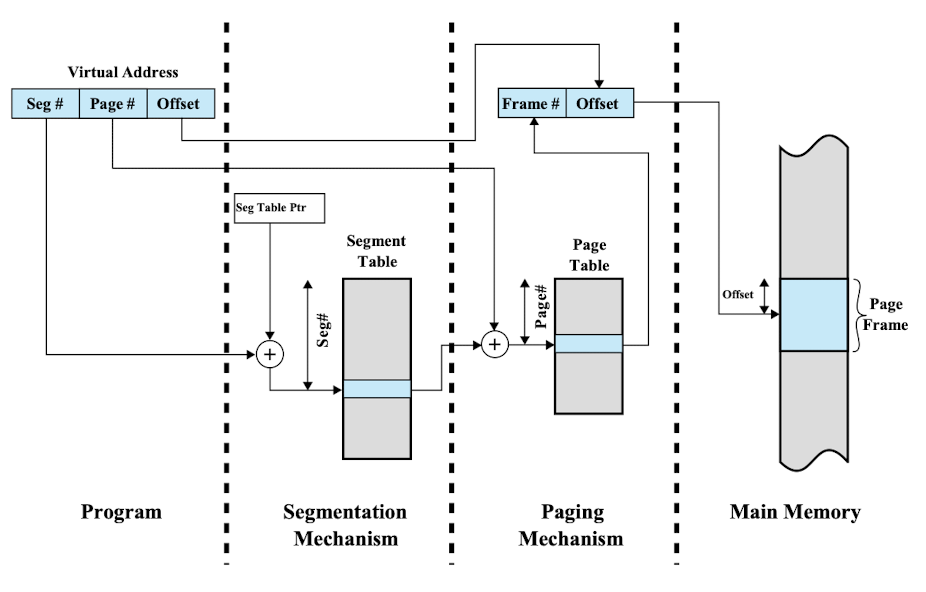 Virtual Address
Seg # Page # Offset
Frame # Offset
Seg Table Ptr
Segment
Table
Seg#
+
Page
Table
Page#
+
Offset
Page
Frame
Program
Segmentation
Mechanism
Paging
Mechanism
Main Memory